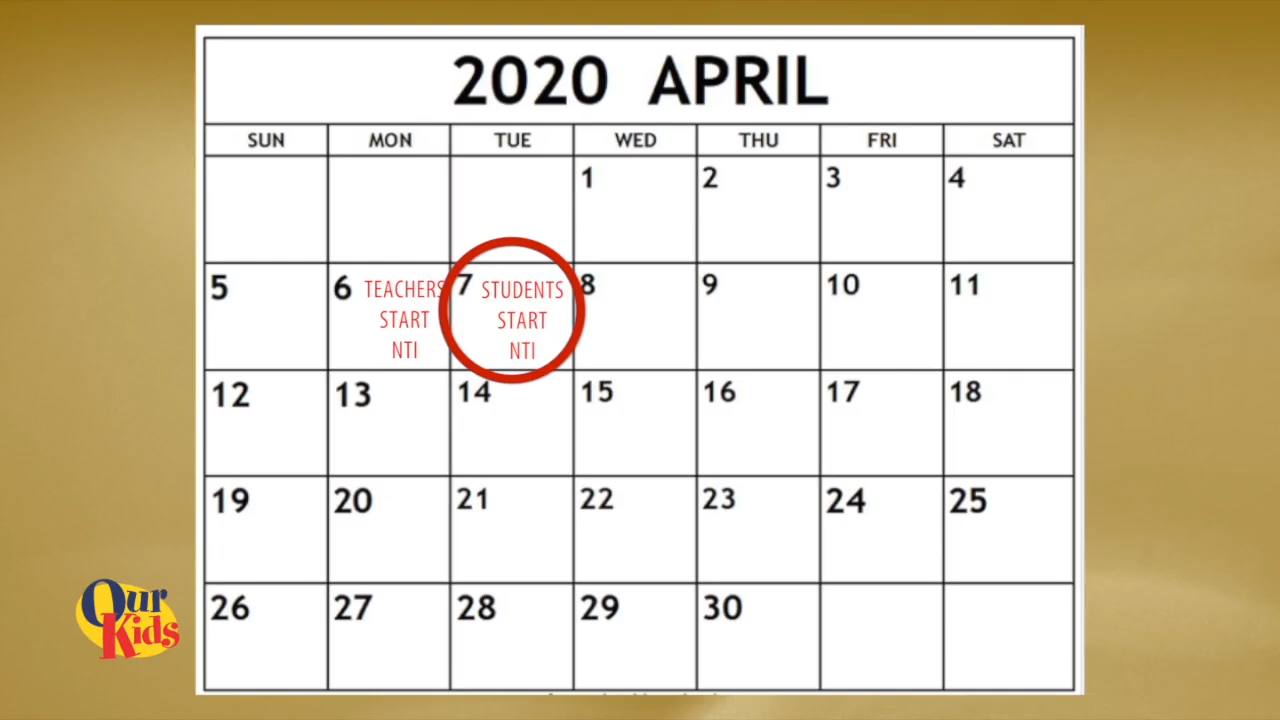 2020 APRIL
SUN MON TUE WED THU FRI SAT
1 2 3 4
5 6 TEACHERS START NTI 7 STUDENTS START NTI 8 9 10 11
12 13 14 15 16 17 18
19 20 21 22 23 24 25
26 27 28 29 30
Our
Kids